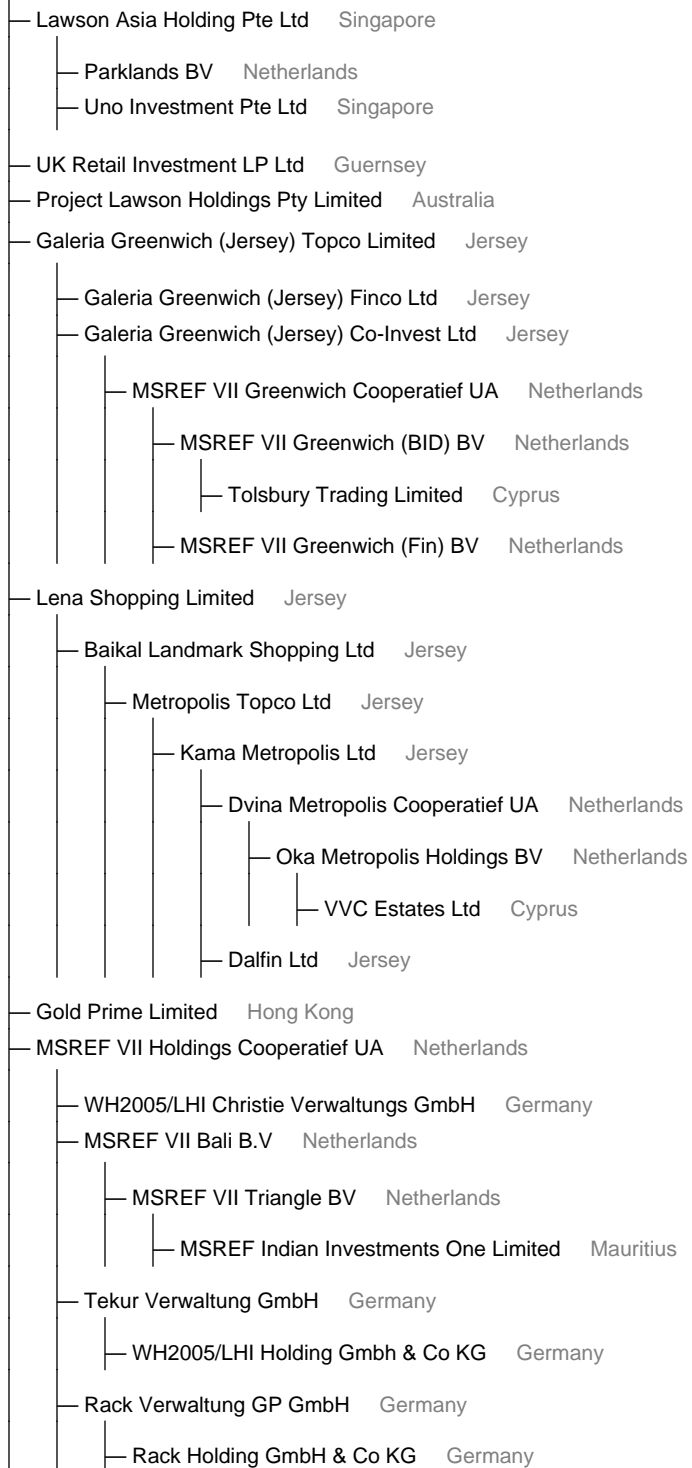 Lawson Asia Holding Pte Ltd Singapore
Parklands BV Netherlands
Uno Investment Pte Ltd Singapore
UK Retail Investment LP Ltd Guernsey
Project Lawson Holdings Pty Limited Australia
Galeria Greenwich (Jersey) Topco Limited Jersey
Galeria Greenwich (Jersey) Finco Ltd Jersey
Galeria Greenwich (Jersey) Co-Invest Ltd Jersey
MSREF VII Greenwich Cooperatief UA Netherlands
MSREF VII Greenwich (BID) BV Netherlands
Tolsbury Trading Limited Cyprus
MSREF VII Greenwich (Fin) BV Netherlands
Lena Shopping Limited Jersey
Baikal Landmark Shopping Ltd Jersey
Metropolis Topco Ltd Jersey
Kama Metropolis Ltd Jersey
Dvina Metropolis Cooperatief UA Netherlands
Oka Metropolis Holdings BV Netherlands
VVC Estates Ltd Cyprus
Dalfin Ltd Jersey
Gold Prime Limited Hong Kong
MSREF VII Holdings Cooperatief UA Netherlands
WH2005/LHI Christie Verwaltungs GmbH Germany
MSREF VII Bali B.V Netherlands
MSREF VII Triangle BV Netherlands
MSREF Indian Investments One Limited Mauritius
Tekur Verwaltung GmbH Germany
WH2005/LHI Holding Gmbh & Co KG Germany
Rack Verwaltung GP GmbH Germany
Rack Holding GmbH & Co KG Germany